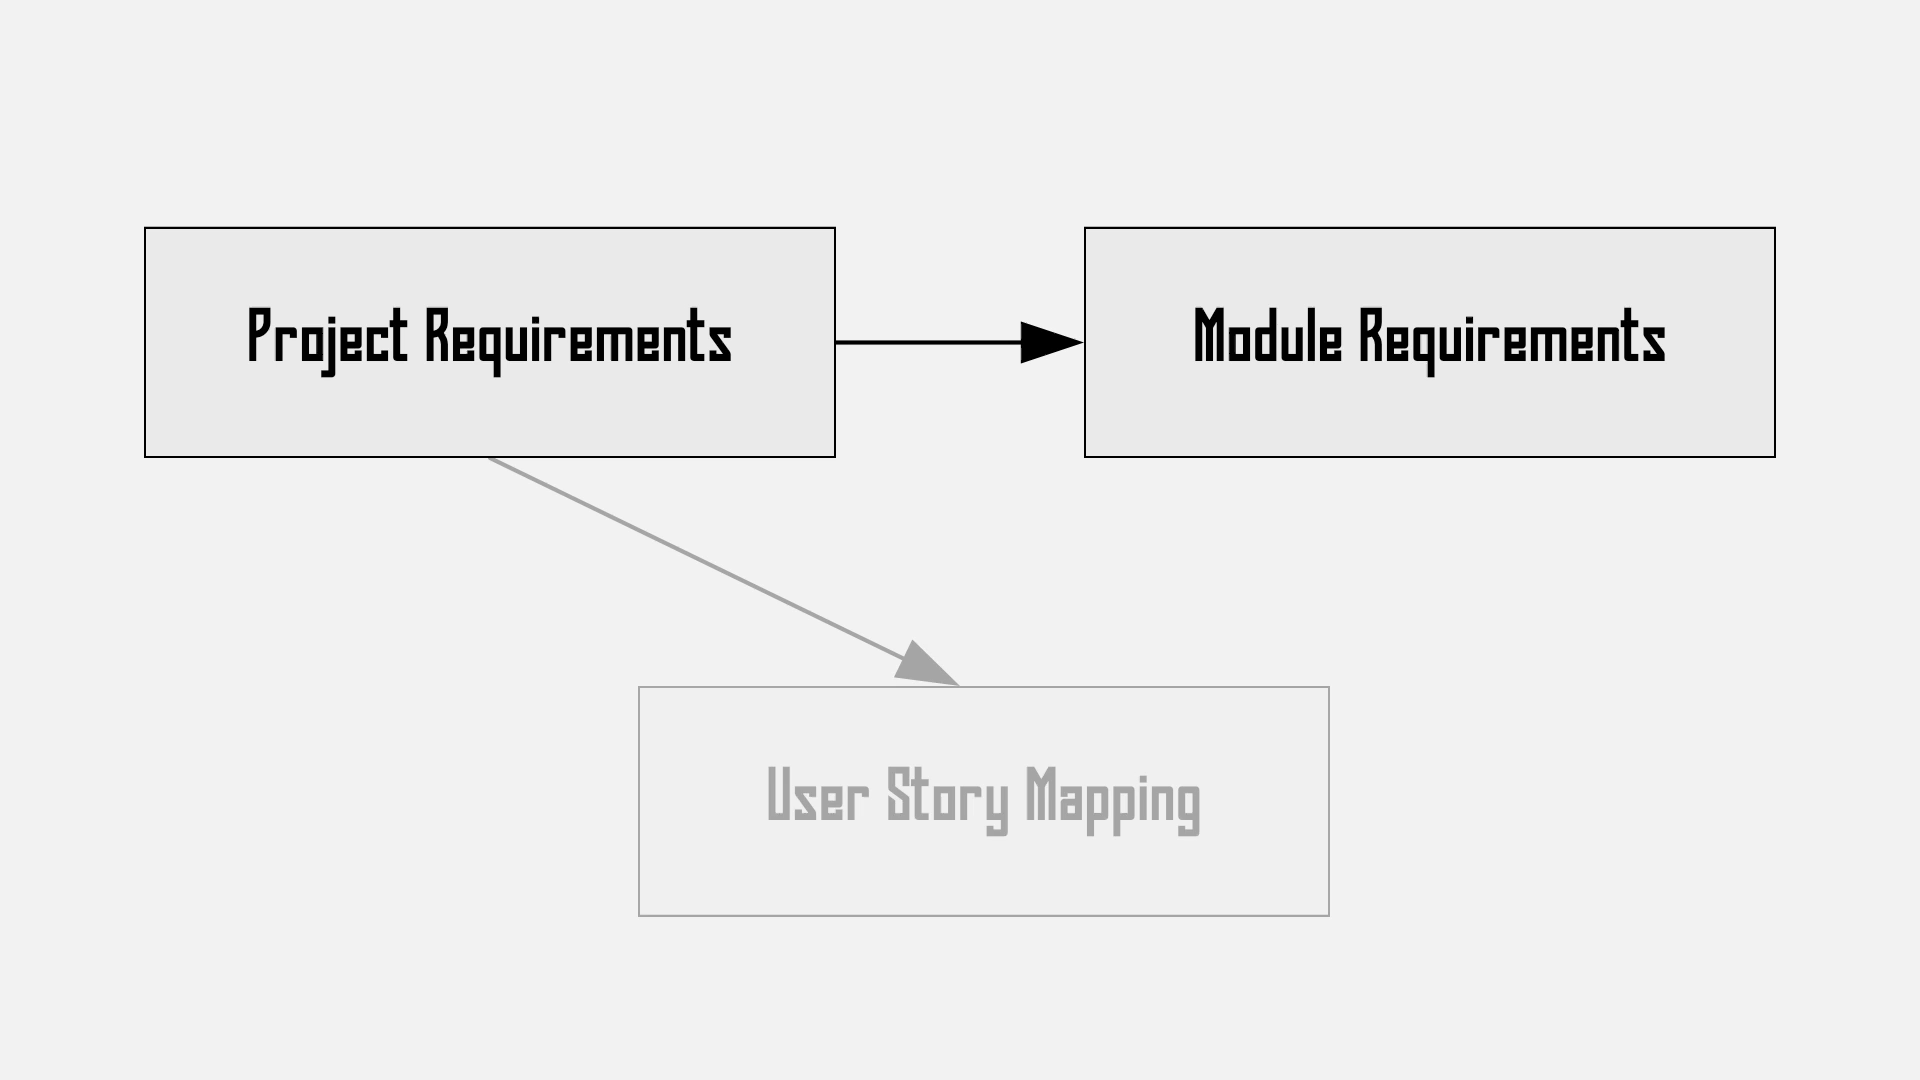 Project Requirements
Module Requirements
User Story Mapping